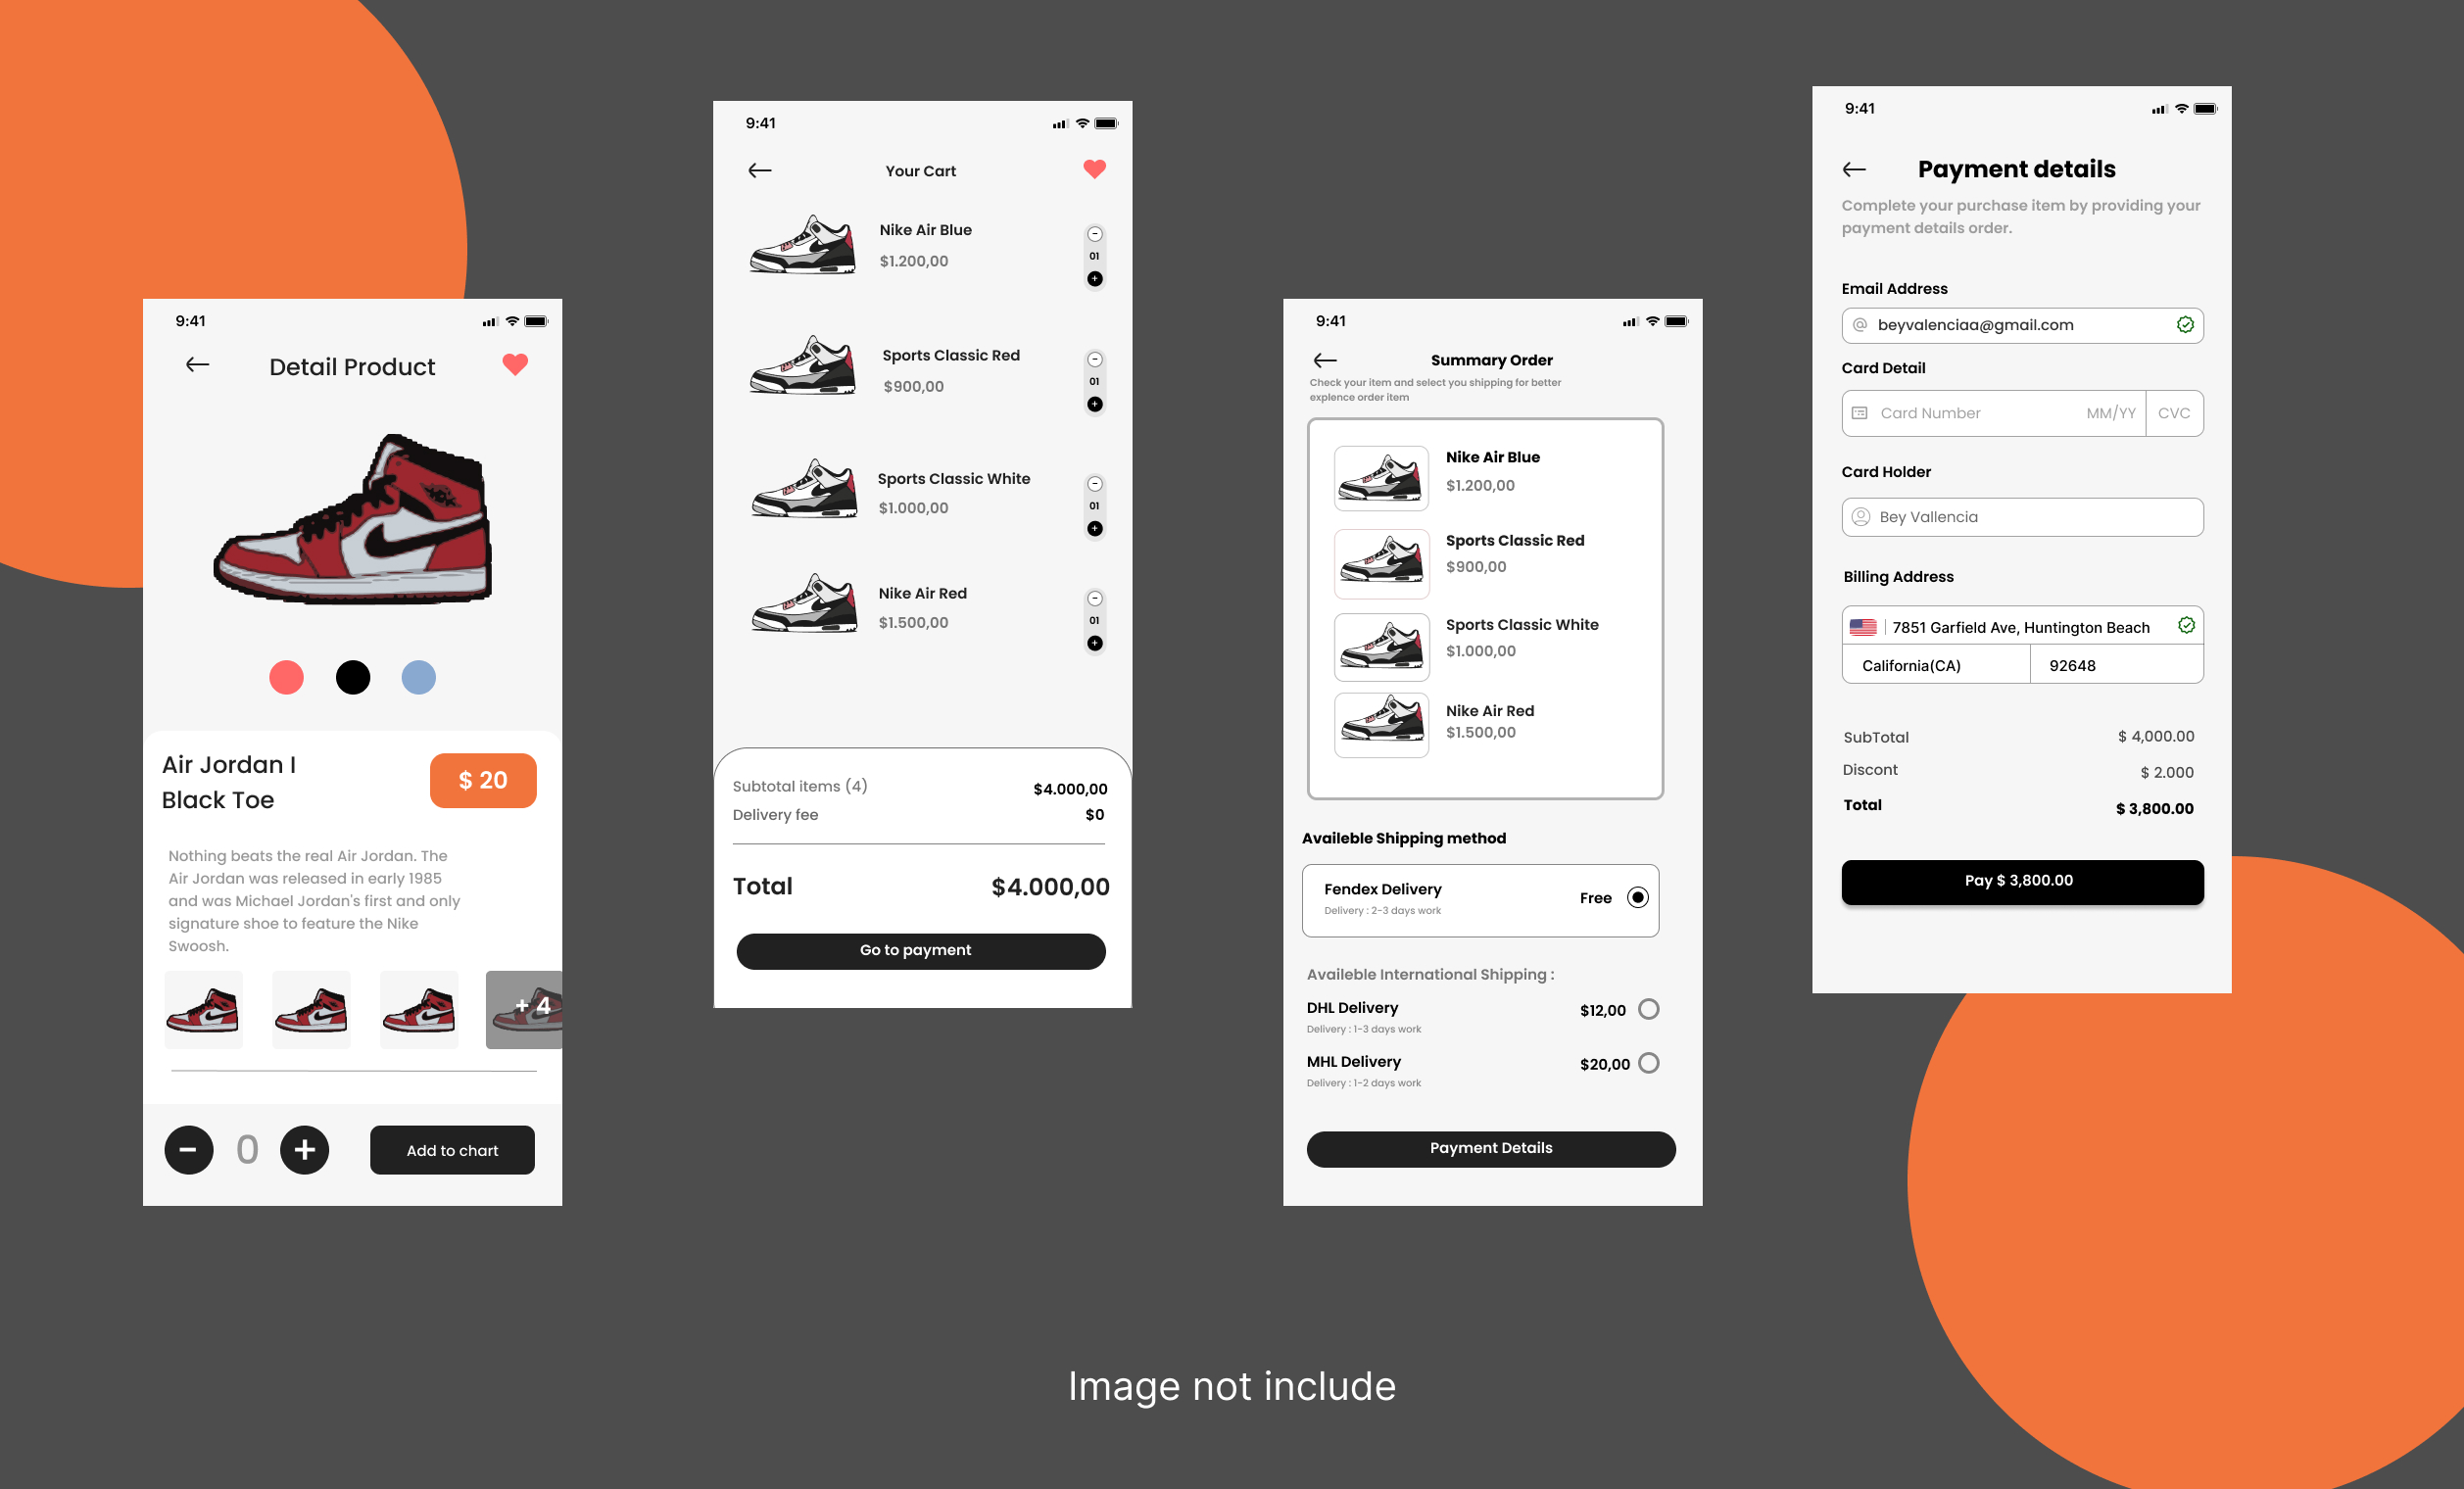 9:41
Detail Product
Air Jordan I
Black Toe
$ 20
Nothing beats the real Air Jordan. The
Air Jordan was released in early 1985
and was Michael Jordan's first and only
signature shoe to feature the Nike
Swoosh.
+ 4
0
Add to chart
9:41
Your Cart
Nike Air Blue
$1.200,00
01
Sports Classic Red
$900,00
01
Sports Classic White
$1.000,00
01
Nike Air Red
$1.500,00
01
Subtotal items (4)
$4.000,00
Delivery fee
$0
Total
$4.000,00
Go to payment
9:41
Summary Order
Check your item and select you shipping for better
explence order item
Nike Air Blue
$1.200,00
Sports Classic Red
$900,00
Sports Classic White
$1.000,00
Nike Air Red
$1.500,00
Availeble Shipping method
Fendex Delivery
Free
Delivery : 2-3 days work
Available International Shipping :
DHL Delivery
$12,00
Delivery : 1-3 days work
MHL Delivery
$20,00
Delivery : 1-2 days work
Payment Details
9:41
Payment details
Complete your purchase item by providing your
payment details order.
Email Address
@ beyvalenciaa@gmail.com
Card Detail
Card Number MM/YY CVC
Card Holder
Bey Vallencia
Billing Address
7851 Garfield Ave, Huntington Beach
California(CA) 92648
SubTotal
$ 4,000.00
Discont
$ 2.000
Total
$ 3,800.00
Pay $ 3,800.00
Image not include